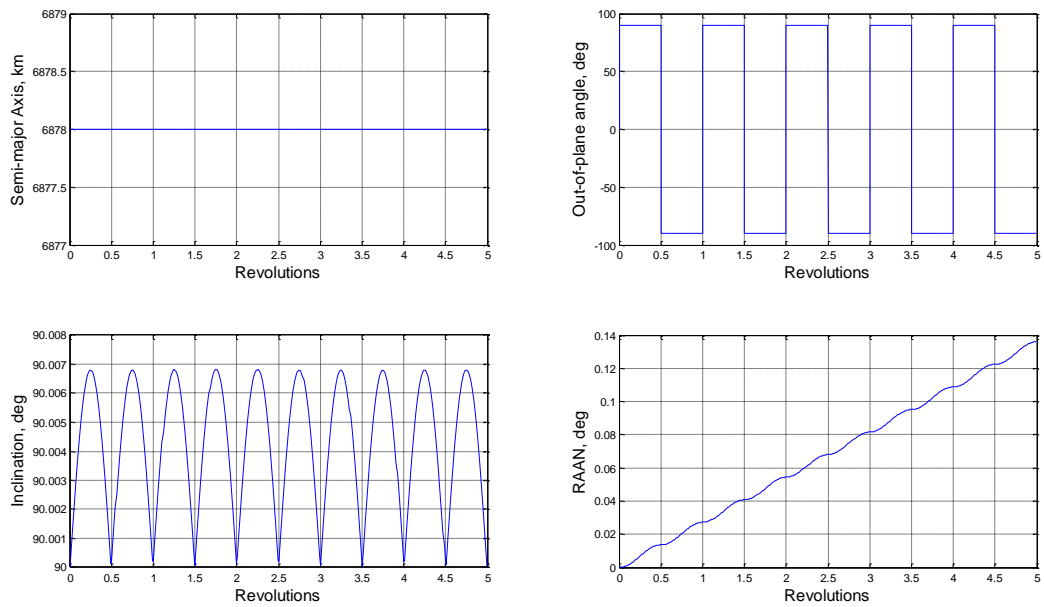 Semi-major Axis, km
6879
6878.5
6878
6877.5
6877
0 0.5 1 1.5 2 2.5 3 3.5 4 4.5 5
Revolutions
Out-of-plane angle, deg
100
50
0
-50
-100
0 0.5 1 1.5 2 2.5 3 3.5 4 4.5 5
Revolutions
Inclination, deg
90.008
90.007
90.006
90.005
90.004
90.003
90.002
90.001
90
0 0.5 1 1.5 2 2.5 3 3.5 4 4.5 5
Revolutions
RAAN, deg
0.14
0.12
0.1
0.08
0.06
0.04
0.02
0
0 0.5 1 1.5 2 2.5 3 3.5 4 4.5 5
Revolutions